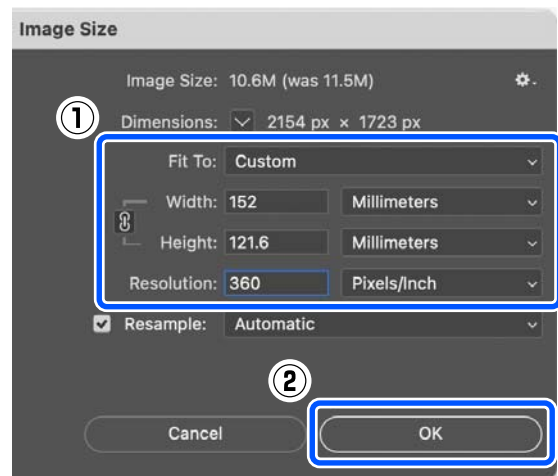 Image Size
Image Size: 10.6M (was 11.5M)
①
Dimensions: 2154 px × 1723 px
Fit To: Custom
Width: 152 Millimeters
Height: 121.6 Millimeters
Resolution: 360 Pixels/Inch
Resample: Automatic
②
Cancel OK